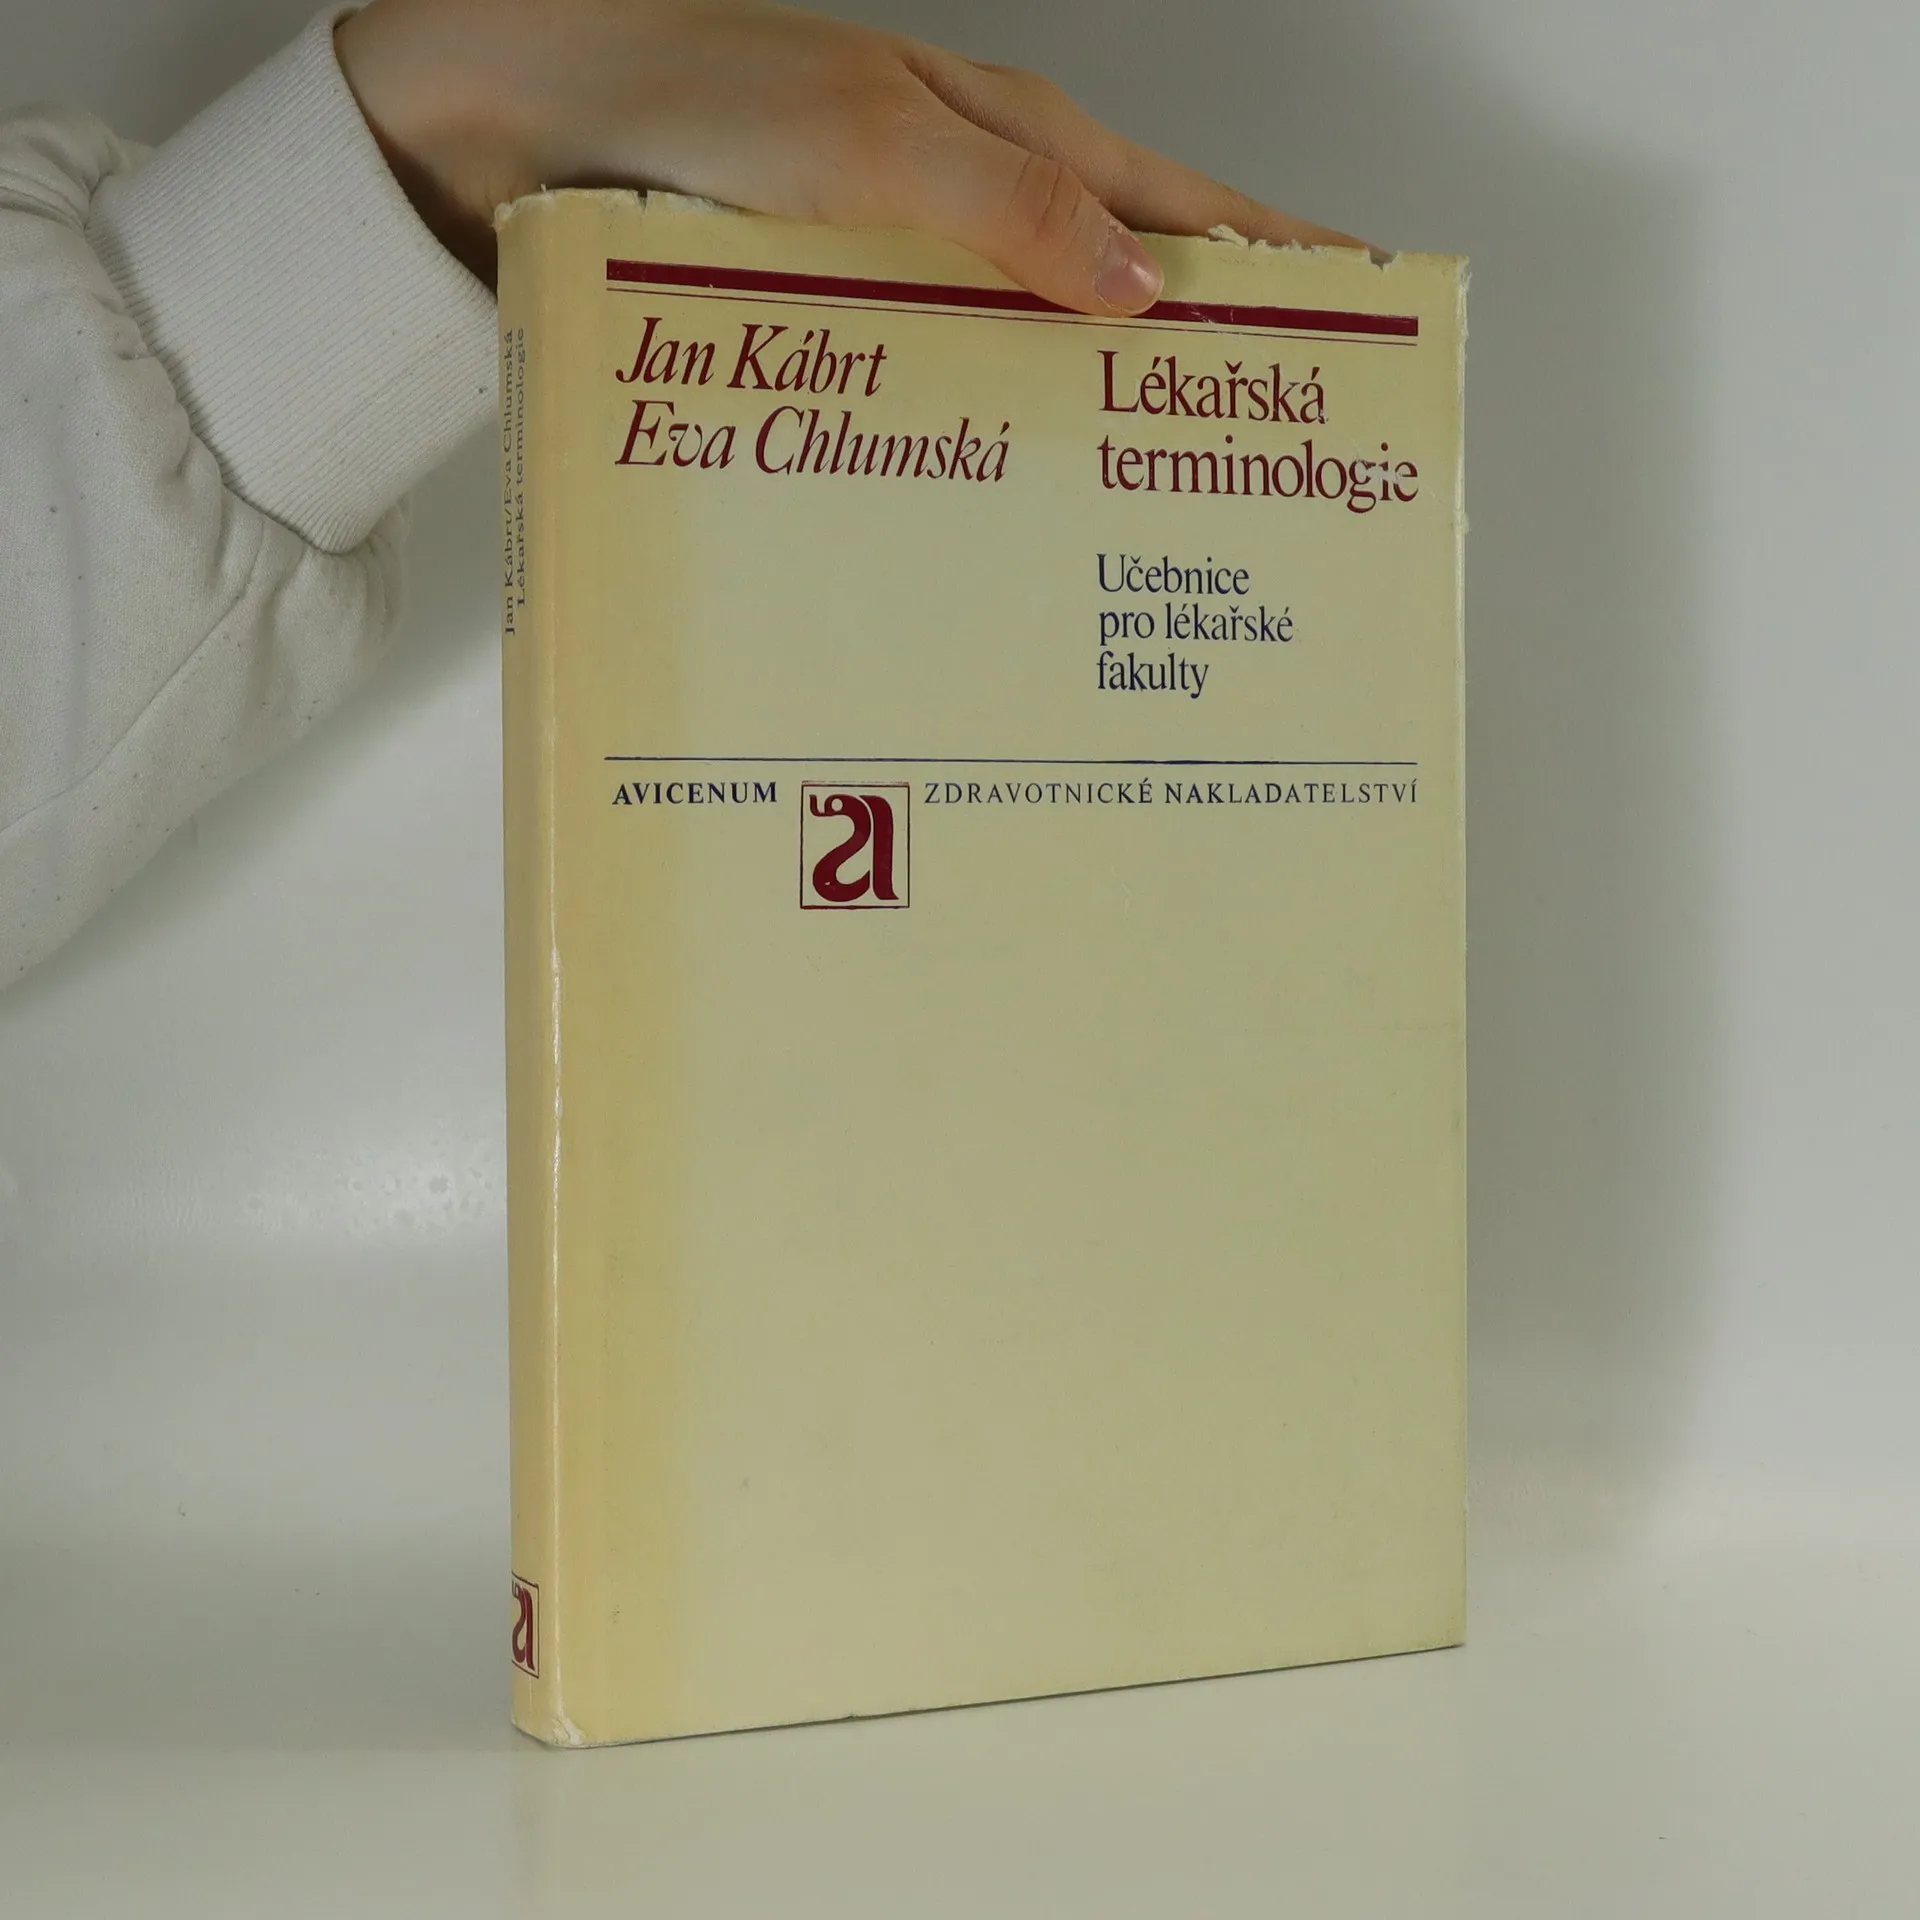 Jan Kábrt
Eva Chlumská
Lékařská
terminologie
Učebnice
pro lékařské
fakulty
AVICENUM
ZDRAVOTNICKÉ NAKLADATELSTVÍ
Jan Kábrt/Eva Chlumská
Lékařská terminologie